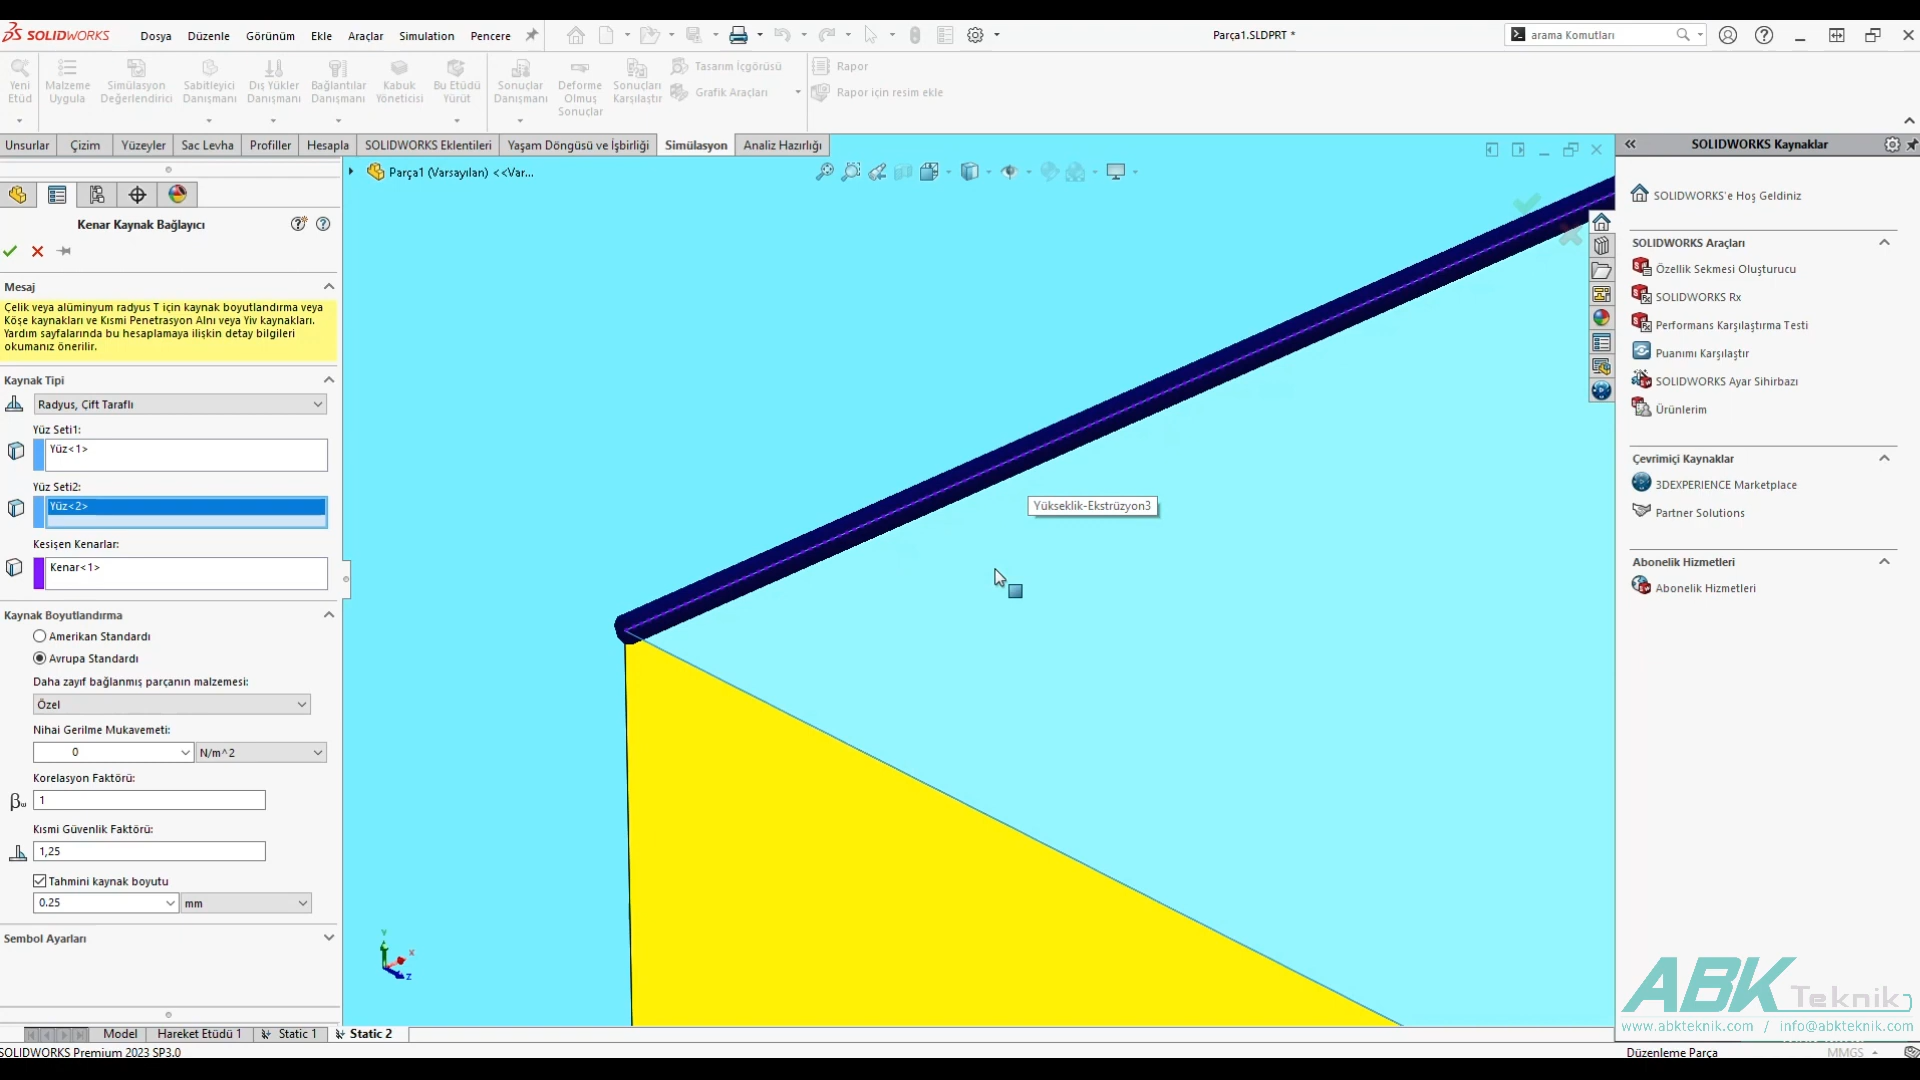 SOLIDWORKS
Dosya Düzenle Görünüm Ekle Araçlar Simulation Pencere
Parça1.SLDPRT *
arama Komutları
Yeni Etüd
Malzeme Uygula
Simülasyon Değerlendirici
Sabitleyici Danışmanı
Dış Yükler Danışmanı
Bağlantılar Danışmanı
Kabuk Yöneticisi
Bu Etüdü Yürüt
Sonuçlar Danışmanı
Deforme Olmuş Sonuçlar
Sonuçları Karşılaştır
Tasarım İçgörüsü
Grafik Araçları
Rapor
Rapor için resim ekle
Unsurlar Çizim Yüzeyler Sac Levha Profiller Hesapla SOLIDWORKS Eklentileri Yaşam Döngüsü ve İşbirliği Simülasyon Analiz Hazırlığı
Parça1 (Varsayılan) <<Var...
Kenar Kaynak Bağlayıcı
Mesaj
Çelik veya alüminyum radyus T için kaynak boyutlandırma veya
Köşe kaynakları ve Kısmi Penetrasyon Alnı veya Yiv kaynakları.
Yardım sayfalarında bu hesaplamaya ilişkin detay bilgileri
okumanız önerilir.
Kaynak Tipi
Radyus, Çift Taraflı
Yüz Seti1:
Yüz<1>
Yüz Seti2:
Yüz<2>
Kesişen Kenarlar:
Kenar<1>
Kaynak Boyutlandırma
Amerikan Standardı
Avrupa Standardı
Daha zayıf bağlanmış parçanın malzemesi:
Özel
Nihai Gerilme Mukavemeti:
0 N/m^2
Korelasyon Faktörü:
βw 1
Kısmi Güvenlik Faktörü:
1,25
Tahmini kaynak boyutu
0.25 mm
Sembol Ayarları
Yükseklik-Ekstrüzyon3
Y
X
Z
SOLIDWORKS Kaynaklar
SOLIDWORKS'e Hoş Geldiniz
SOLIDWORKS Araçları
Özellik Sekmesi Oluşturucu
SOLIDWORKS Rx
Performans Karşılaştırma Testi
Puanımı Karşılaştır
SOLIDWORKS Ayar Sihirbazı
Ürünlerim
Çevrimiçi Kaynaklar
3DEXPERIENCE Marketplace
Partner Solutions
Abonelik Hizmetleri
Abonelik Hizmetleri
ABK Teknik
www.abkteknik.com / info@abkteknik.com
Model Hareket Etüdü 1 Static 1 Static 2
SOLIDWORKS Premium 2023 SP3.0
Düzenleme Parça
MMGS